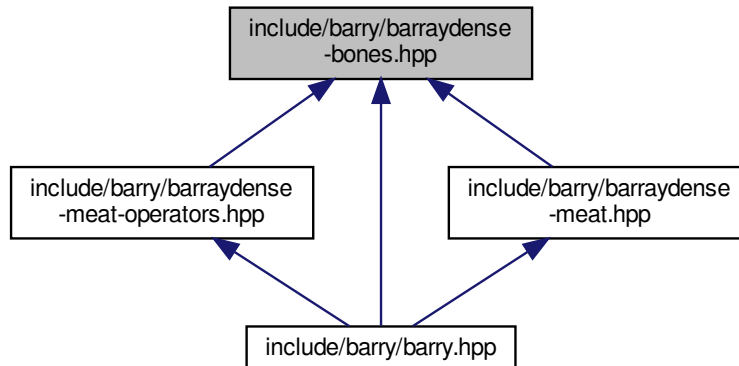 include/barry/barraydense
-bones.hpp
include/barry/barraydense
-meat-operators.hpp
include/barry/barraydense
-meat.hpp
include/barry/barry.hpp